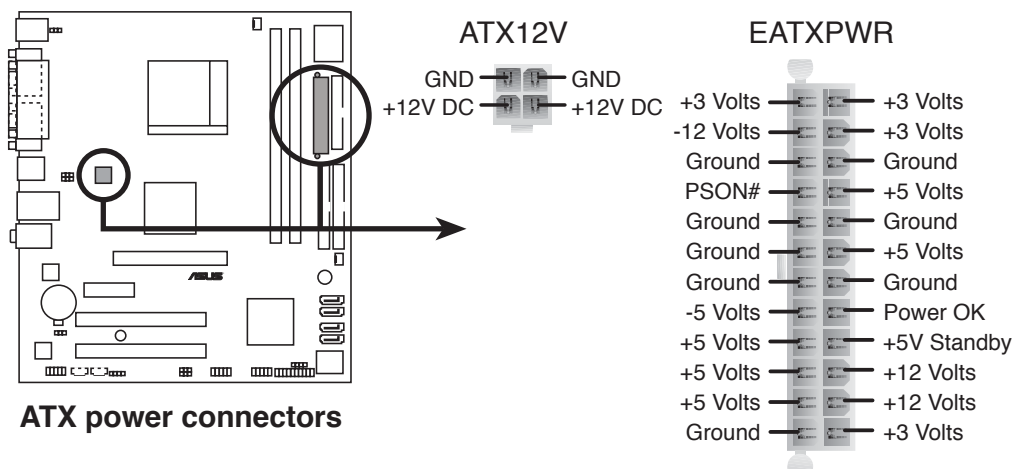 ATX12V
EATXPWR
GND GND
+12V DC +12V DC
+3 Volts +3 Volts
-12 Volts +3 Volts
Ground Ground
PSON# +5 Volts
Ground Ground
Ground +5 Volts
Ground Ground
-5 Volts Power OK
+5 Volts +5V Standby
+5 Volts +12 Volts
+5 Volts +12 Volts
Ground +3 Volts
ASUS
ATX power connectors